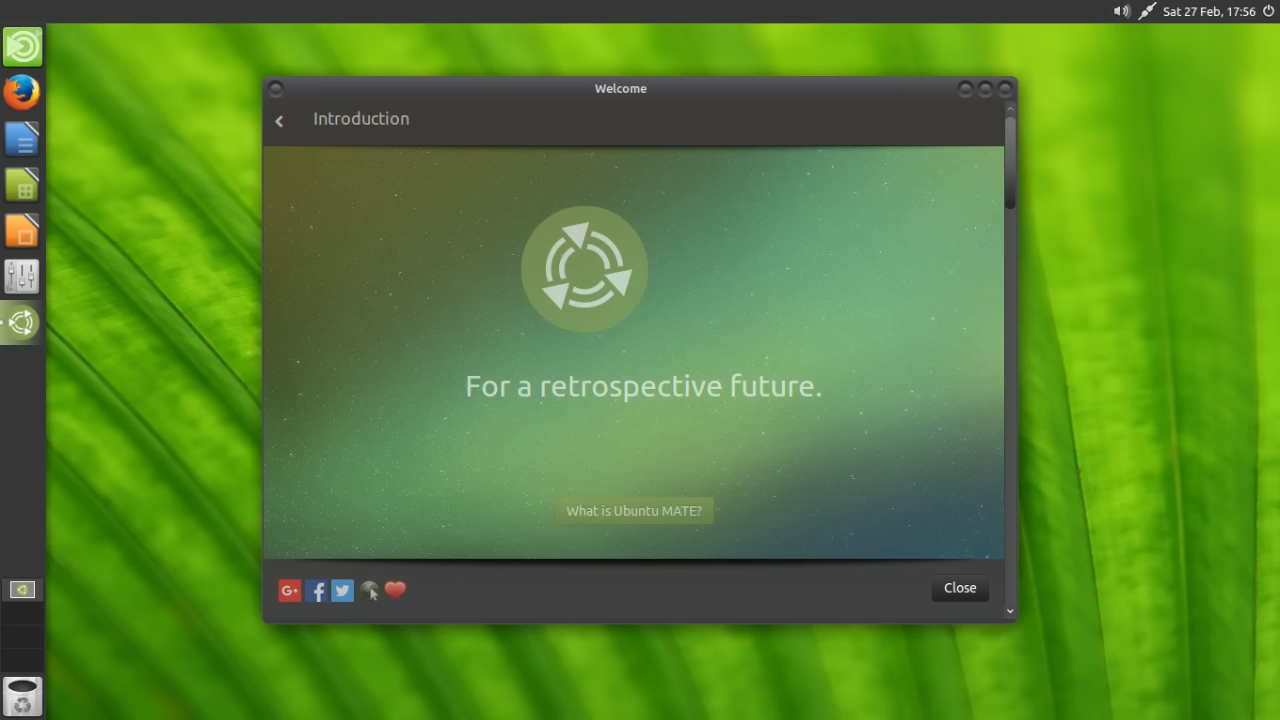 Sat 27 Feb, 17:56
Welcome
Introduction
For a retrospective future.
What is Ubuntu MATE?
G+
f
Close